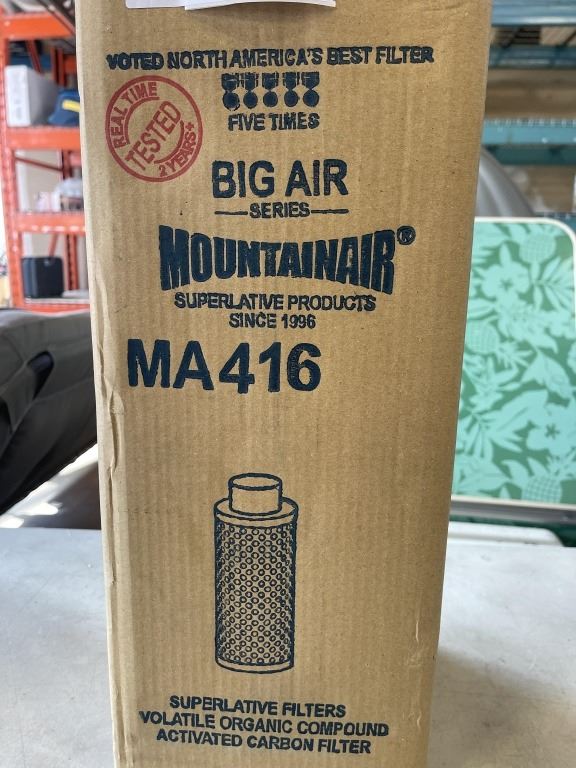 VOTED NORTH AMERICA'S BEST FILTER
FIVE TIMES
REAL TIME
TESTED
2 YEARS+
BIG AIR
SERIES
MOUNTAINAIR®
SUPERLATIVE PRODUCTS
SINCE 1996
MA416
SUPERLATIVE FILTERS
VOLATILE ORGANIC COMPOUND
ACTIVATED CARBON FILTER